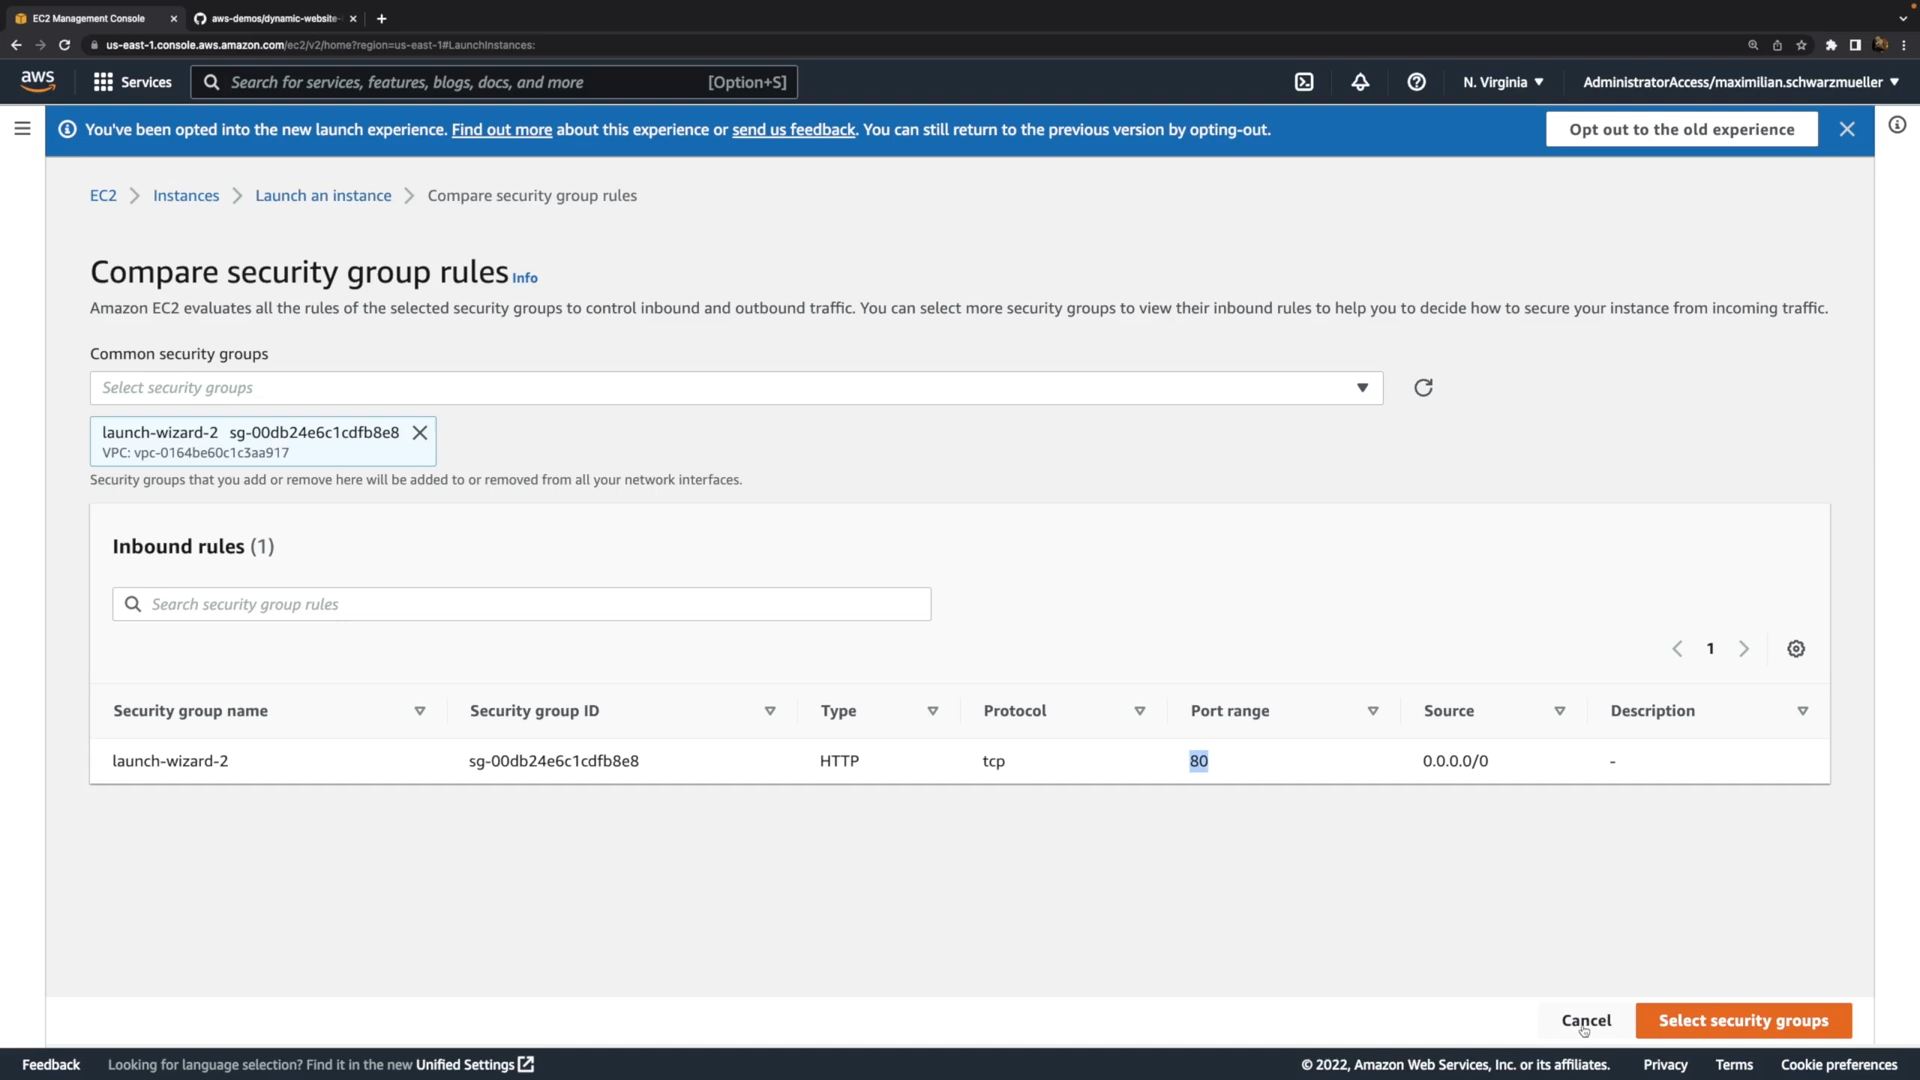 EC2 Management Console
aws-demos/dynamic-website-
us-east-1.console.aws.amazon.com/ec2/v2/home?region=us-east-1#LaunchInstances:
aws
Services
Search for services, features, blogs, docs, and more
[Option+S]
N. Virginia
AdministratorAccess/maximilian.schwarzmueller
You've been opted into the new launch experience. Find out more about this experience or send us feedback. You can still return to the previous version by opting-out.
Opt out to the old experience
EC2
Instances
Launch an instance
Compare security group rules
Compare security group rules Info
Amazon EC2 evaluates all the rules of the selected security groups to control inbound and outbound traffic. You can select more security groups to view their inbound rules to help you to decide how to secure your instance from incoming traffic.
Common security groups
Select security groups
launch-wizard-2 sg-00db24e6c1cdfb8e8
VPC: vpc-0164be60c1c3aa917
Security groups that you add or remove here will be added to or removed from all your network interfaces.
Inbound rules (1)
Search security group rules
1
Security group name
Security group ID
Type
Protocol
Port range
Source
Description
launch-wizard-2
sg-00db24e6c1cdfb8e8
HTTP
tcp
80
0.0.0.0/0
-
Cancel
Select security groups
Feedback
Looking for language selection? Find it in the new Unified Settings
© 2022, Amazon Web Services, Inc. or its affiliates.
Privacy
Terms
Cookie preferences